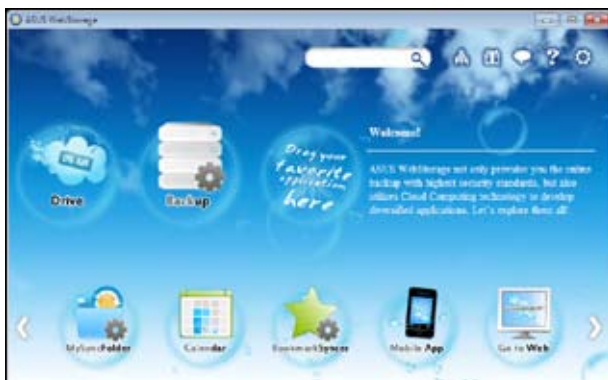 ASUS WebStorage
Welcome!
ASUS WebStorage not only provides you the online
backup with highest security standards, but also
utilizes Cloud Computing technology to develop
diversified applications. Let's explore them all!
Drag your
favorite
application
here
Drive
Backup
MySyncFolder
Calendar
BookmarkSyncer
Mobile App
Go to Web